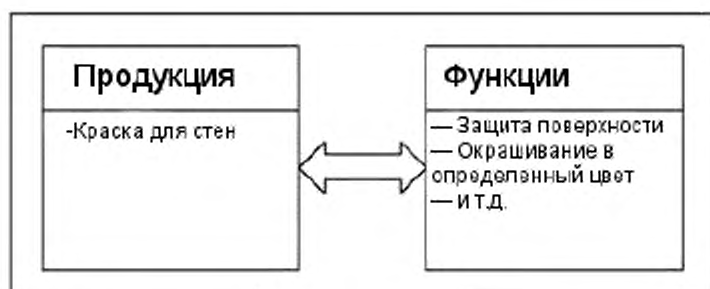 Продукция
-Краска для стен
Функции
— Защита поверхности
— Окрашивание в
определенный цвет
— И Т.Д.